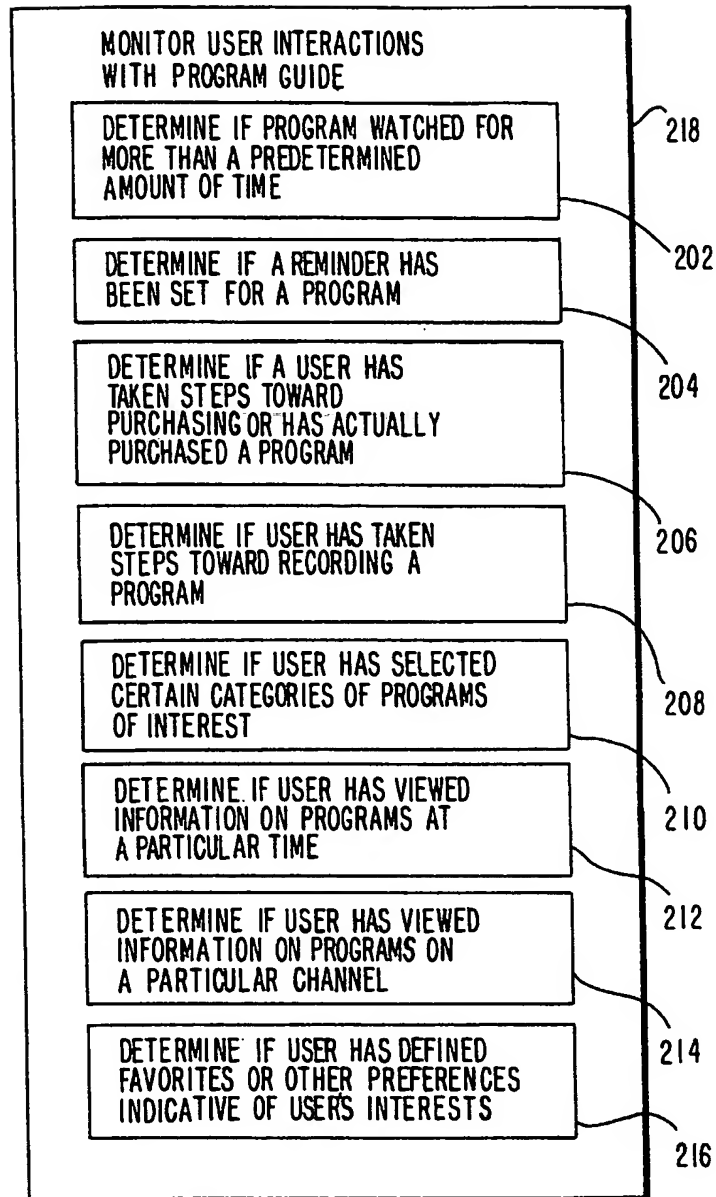 MONITOR USER INTERACTIONS
WITH PROGRAM GUIDE
218
DETERMINE IF PROGRAM WATCHED FOR
MORE THAN A PREDETERMINED
AMOUNT OF TIME
202
DETERMINE IF A REMINDER HAS
BEEN SET FOR A PROGRAM
204
DETERMINE IF A USER HAS
TAKEN STEPS TOWARD
PURCHASING OR HAS ACTUALLY
PURCHASED A PROGRAM
206
DETERMINE IF USER HAS TAKEN
STEPS TOWARD RECORDING A
PROGRAM
208
DETERMINE IF USER HAS SELECTED
CERTAIN CATEGORIES OF PROGRAMS
OF INTEREST
210
DETERMINE IF USER HAS VIEWED
INFORMATION ON PROGRAMS AT
A PARTICULAR TIME
212
DETERMINE IF USER HAS VIEWED
INFORMATION ON PROGRAMS ON
A PARTICULAR CHANNEL
214
DETERMINE IF USER HAS DEFINED
FAVORITES OR OTHER PREFERENCES
INDICATIVE OF USER'S INTERESTS
216